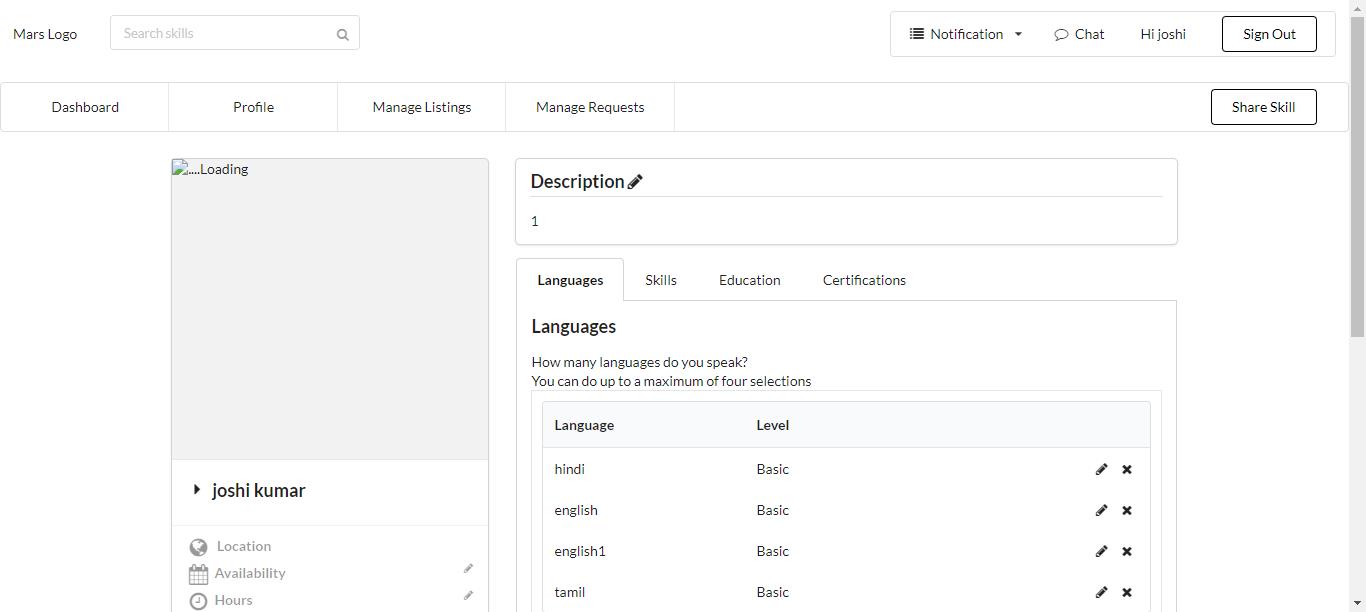 Mars Logo
Search skills
Notification
Chat
Hi joshi
Sign Out
Dashboard
Profile
Manage Listings
Manage Requests
Share Skill
....Loading
joshi kumar
Location
Availability
Hours
Description
1
Languages
Skills
Education
Certifications
Languages
How many languages do you speak?
You can do up to a maximum of four selections
Language Level
hindi Basic
english Basic
english1 Basic
tamil Basic